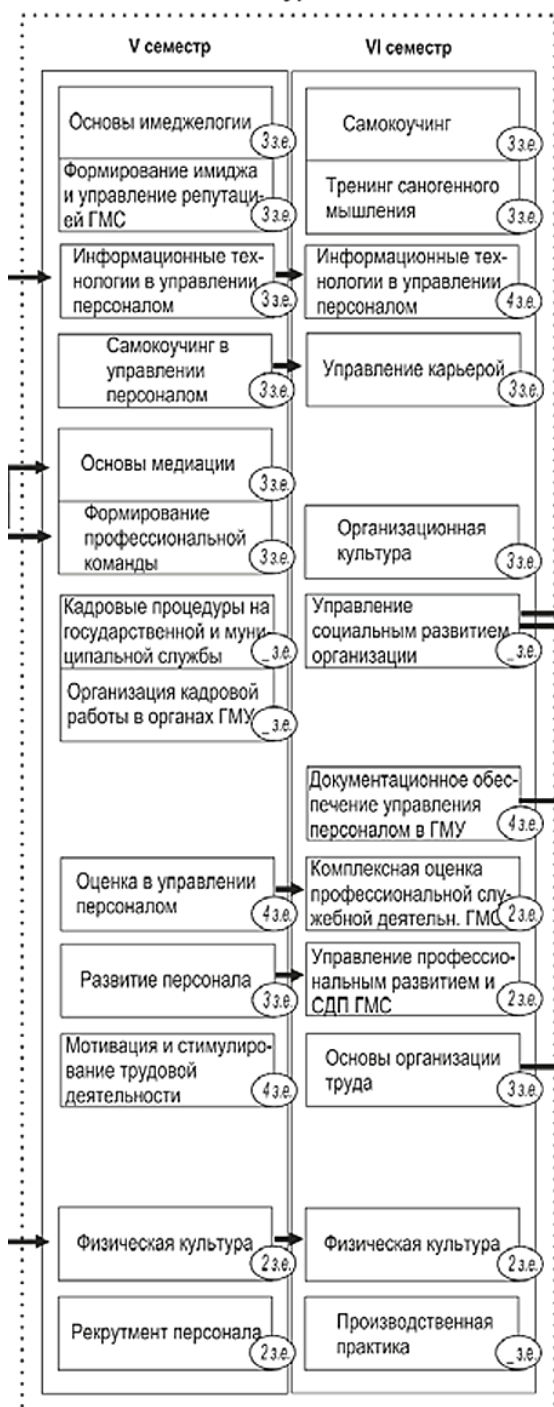 V семестр
Основы имеджелогии
3 з.е.
Формирование имиджа
и управление репутаци-
ей ГМС
3 з.е.
Информационные тех-
нологии в управлении
персоналом
3 з.е.
Самокоучинг в
управлении
персоналом
3 з.е.
Основы медиации
3 з.е.
Формирование
профессиональной
команды
3 з.е.
Кадровые процедуры на
государственной и муни-
ципальной службы
_ з.е.
Организация кадровой
работы в органах ГМУ
_ з.е.
Оценка в управлении
персоналом
4 з.е.
Развитие персонала
3 з.е.
Мотивация и стимулиро-
вание трудовой
деятельности
4 з.е.
Физическая культура
2 з.е.
Рекрутмент персонала
2 з.е.
VI семестр
Самокоучинг
3 з.е.
Тренинг саногенного
мышления
3 з.е.
Информационные тех-
нологии в управлении
персоналом
4 з.е.
Управление карьерой
3 з.е.
Организационная
культура
3 з.е.
Управление
социальным развитием
организации
_ з.е.
Документационное обес-
печение управления
персоналом в ГМУ
4 з.е.
Комплексная оценка
профессиональной слу-
жебной деятельн. ГМС
2 з.е.
Управление профессио-
нальным развитием и
СДП ГМС
2 з.е.
Основы организации
труда
3 з.е.
Физическая культура
2 з.е.
Производственная
практика
_ з.е.